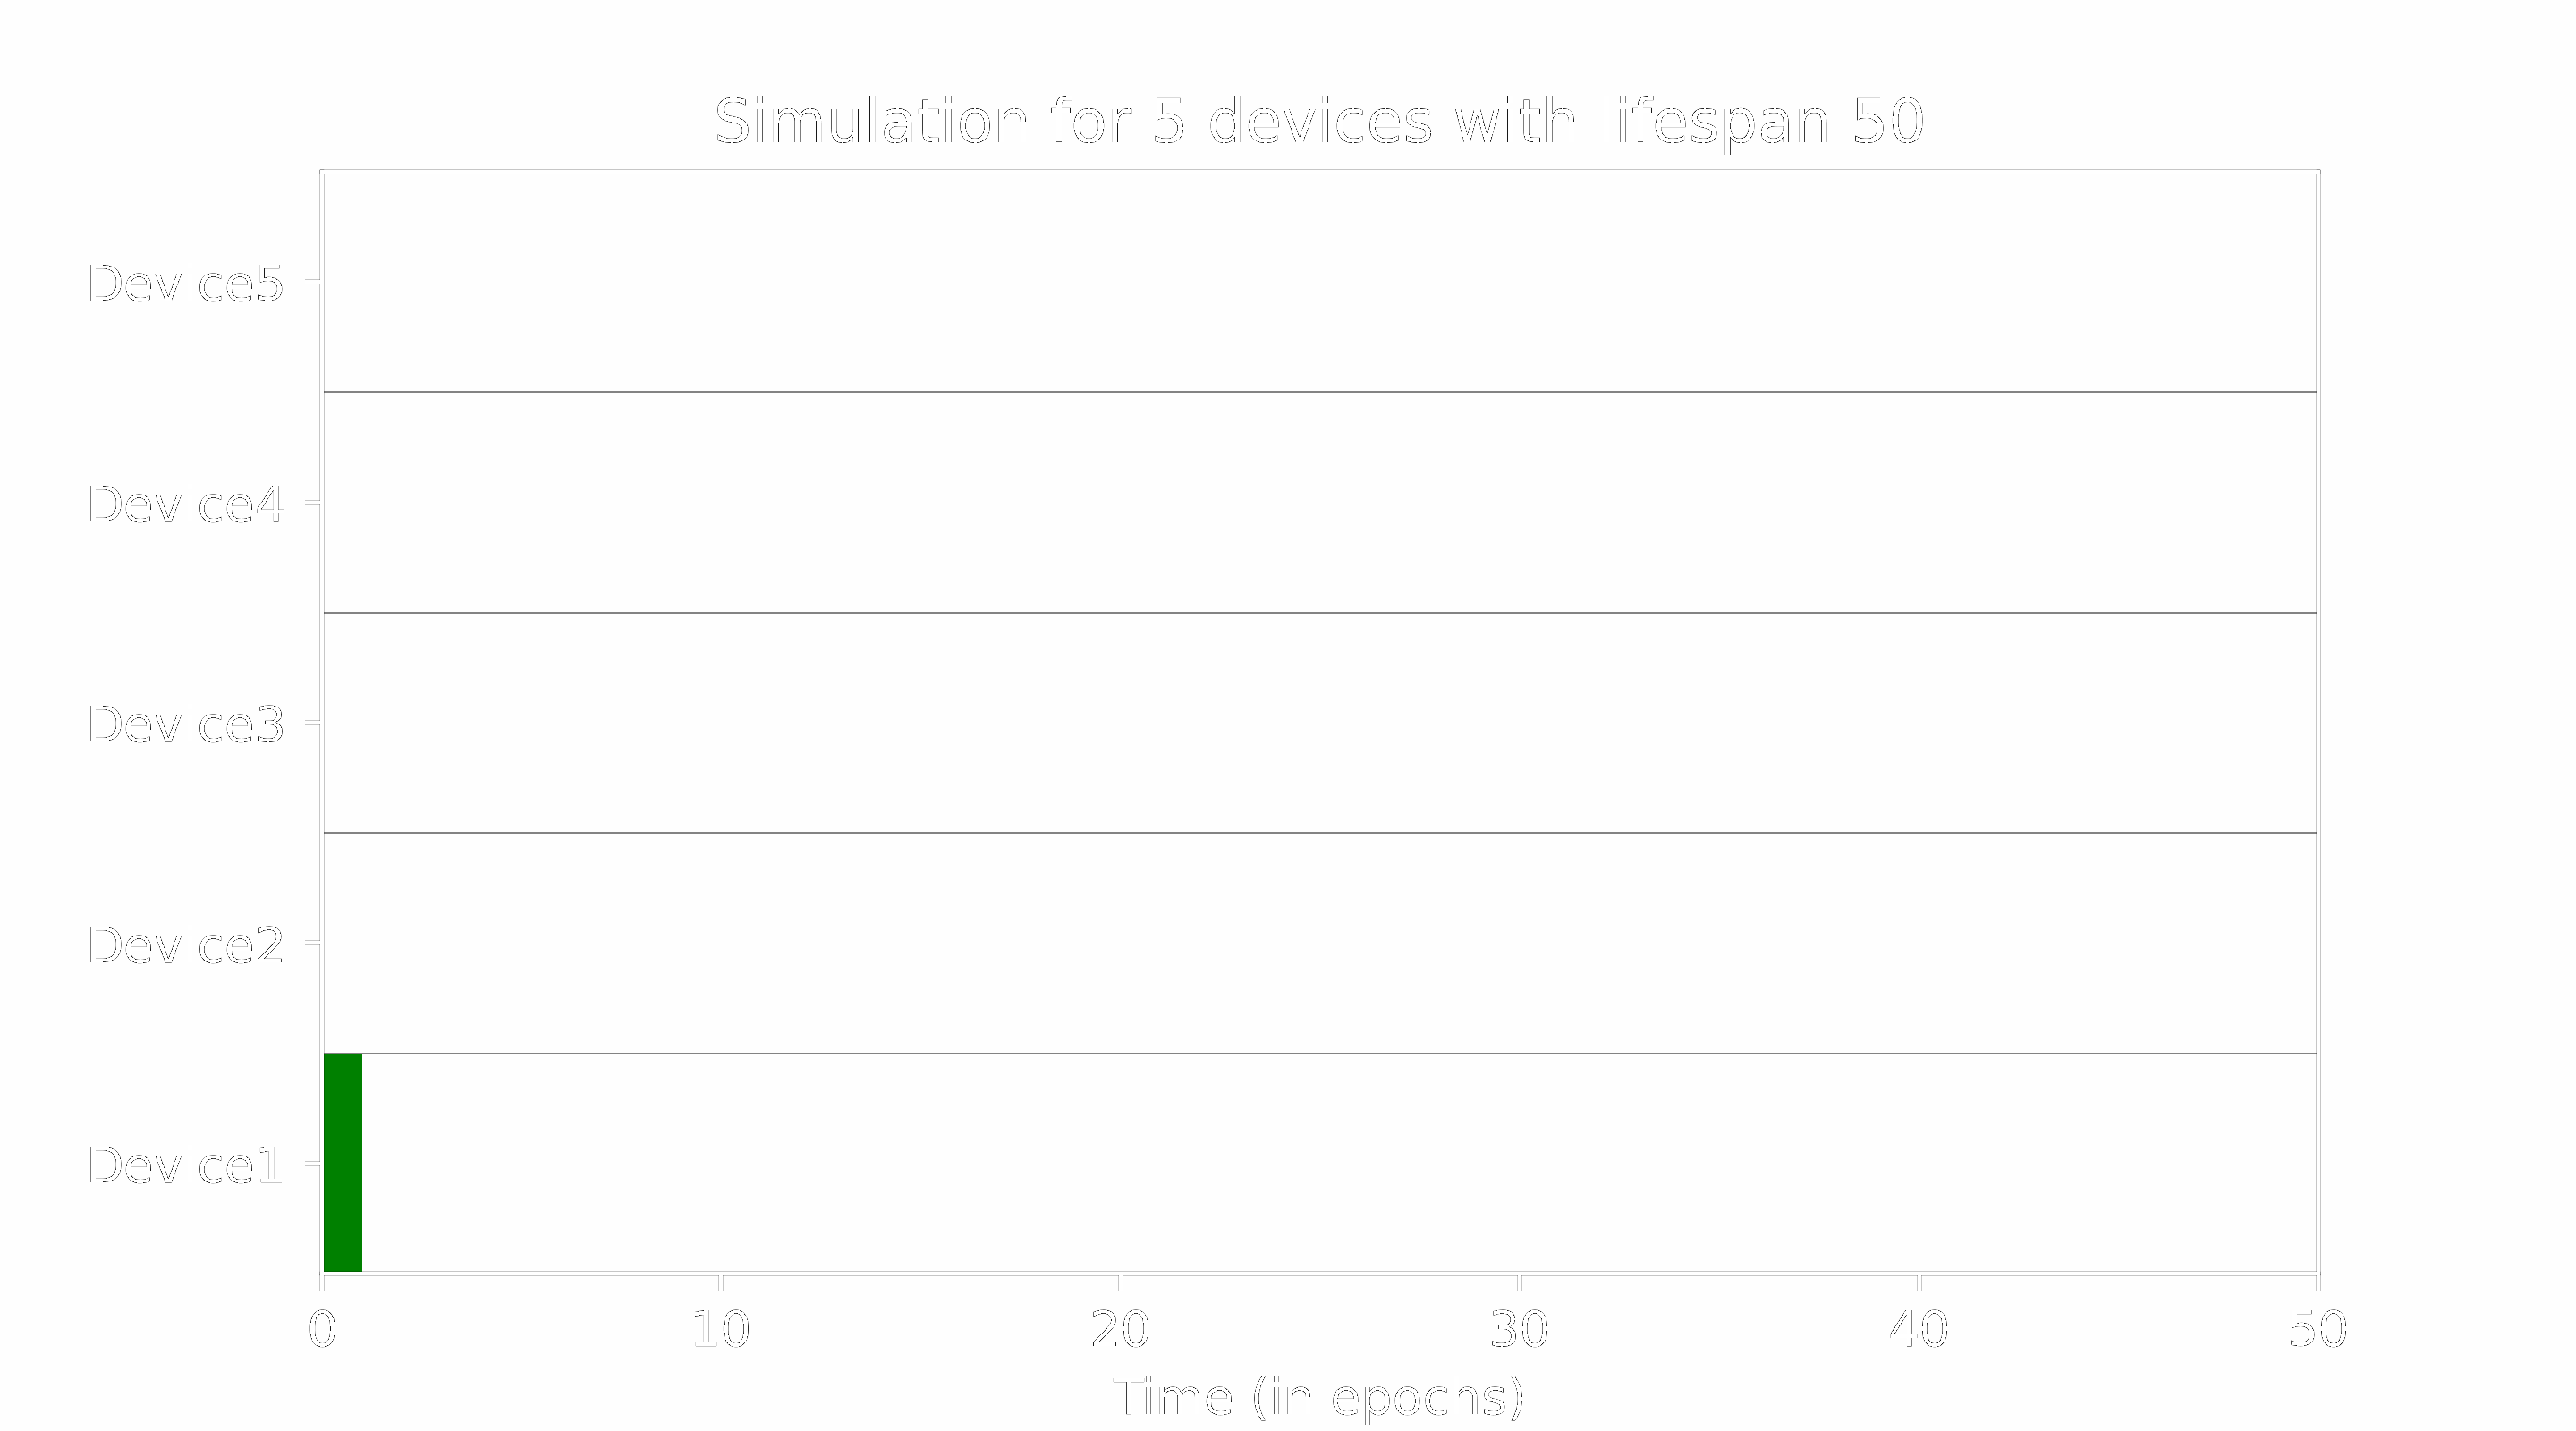 Simulation for 5 devices with lifespan 50
Device5
Device4
Device3
Device2
Device1
0 10 20 30 40 50
Time (in epochs)